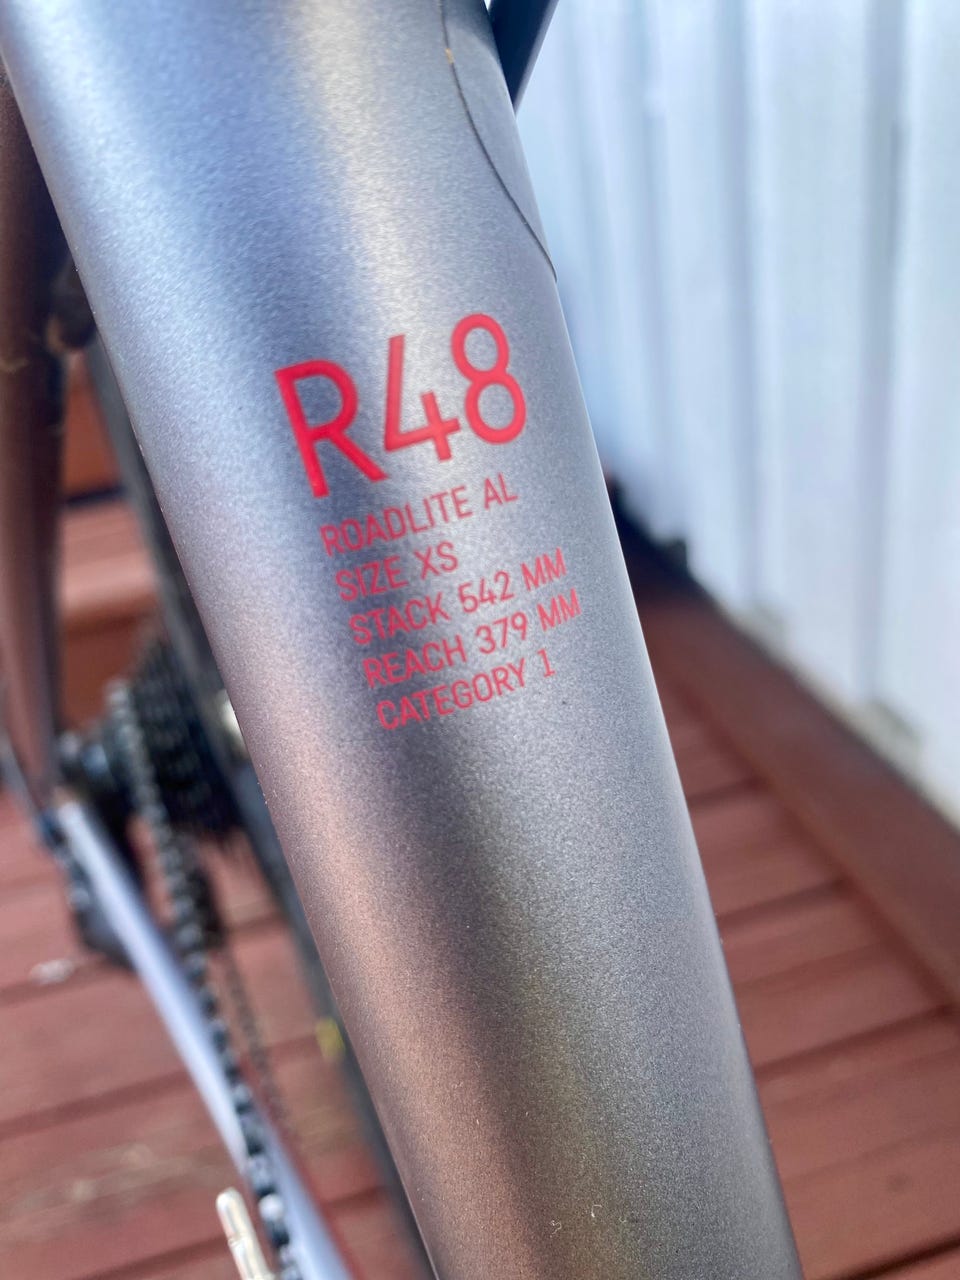 R48
ROADLITE AL
SIZE XS
STACK 542 MM
REACH 379 MM
CATEGORY 1